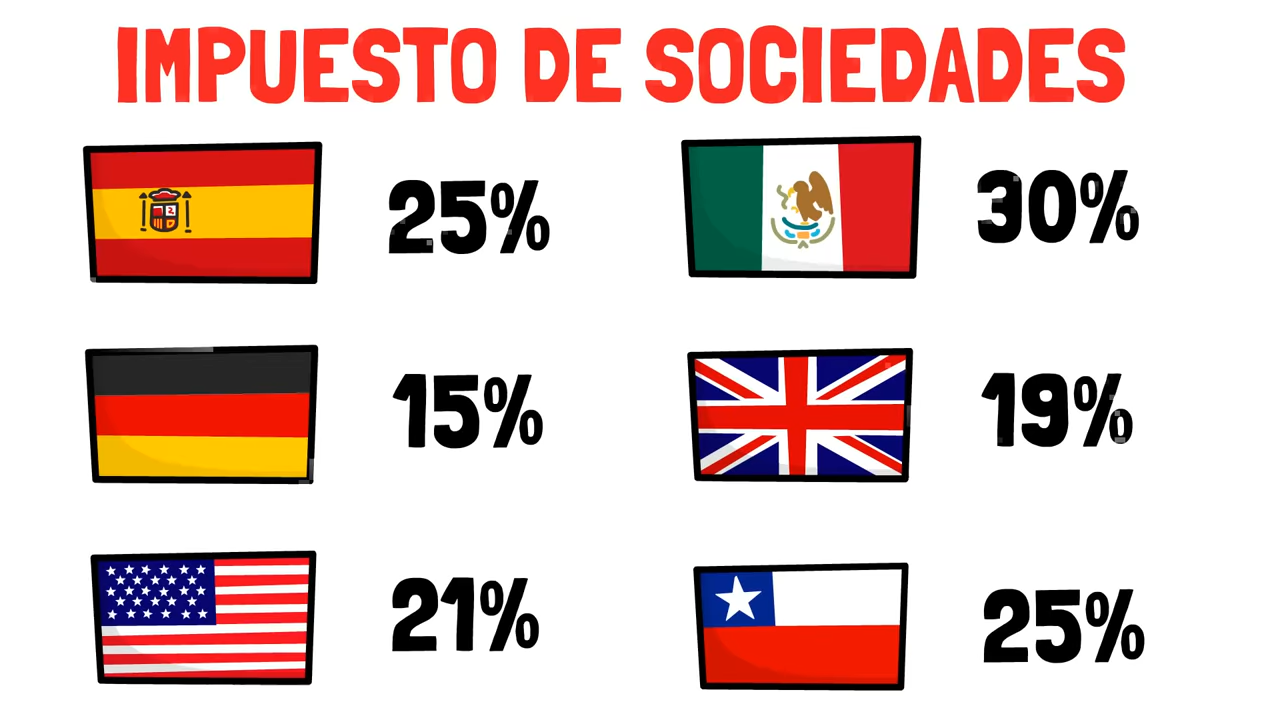 IMPUESTO DE SOCIEDADES
25% 30%
15% 19%
21% 25%